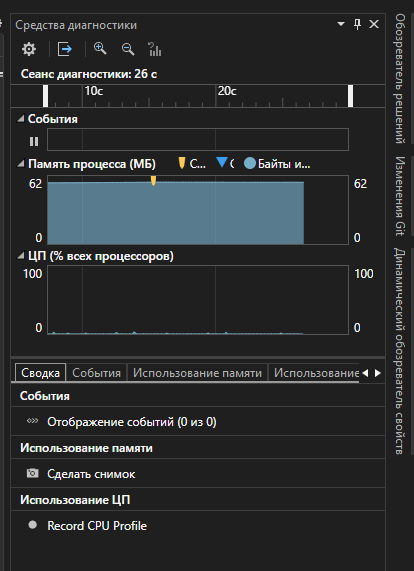 Средства диагностики
Сеанс диагностики: 26 с
10с 20с
События
Память процесса (МБ) С... С Байты и...
62 62
0 0
ЦП (% всех процессоров)
100 100
0 0
Сводка События Использование памяти Использование
События
Отображение событий (0 из 0)
Использование памяти
Сделать снимок
Использование ЦП
Record CPU Profile
Обозреватель решений
Изменения Git
Динамический обозреватель свойств